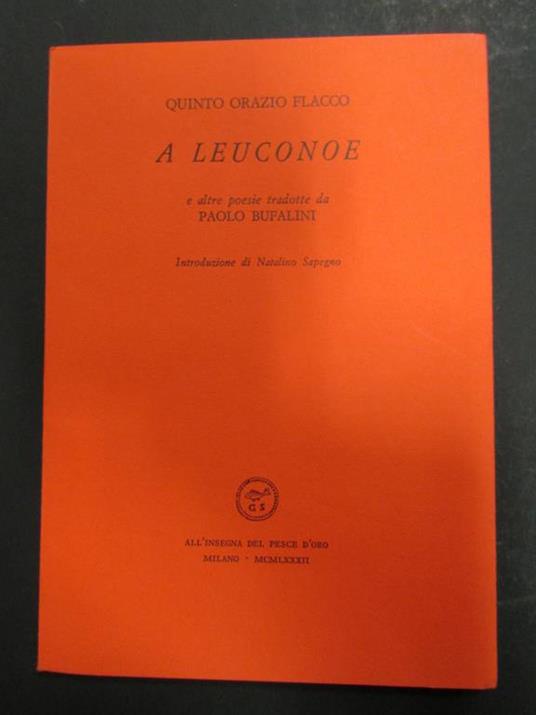 QUINTO ORAZIO FLACCO
A LEUCONOE
e altre poesie tradotte da
PAOLO BUFALINI
Introduzione di Natalino Sapegno
G S
ALL'INSEGNA DEL PESCE D'ORO
MILANO · MCMLXXXII